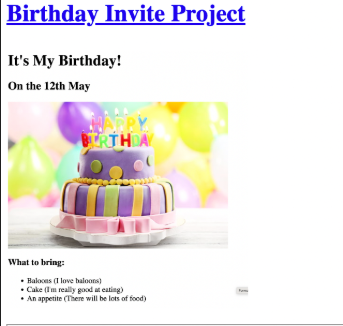 Birthday Invite Project
It's My Birthday!
On the 12th May
HAPPY
BIRTHDAY
What to bring:
Baloons (I love baloons)
Cake (I'm really good at eating)
An appetite (There will be lots of food)